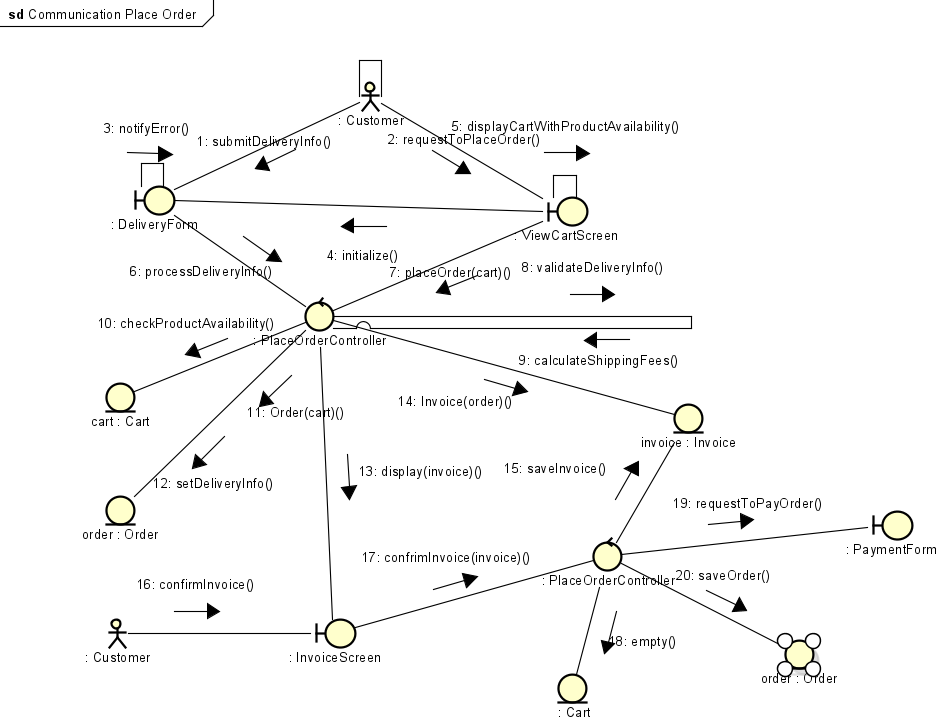 sd Communication Place Order
: Customer
5: displayCartWithProductAvailability()
3: notifyError()
1: submitDeliveryInfo()
2: requestToPlaceOrder()
: DeliveryForm
: ViewCartScreen
4: initialize()
6: processDeliveryInfo()
7: placeOrder(cart)()
8: validateDeliveryInfo()
10: checkProductAvailability()
: PlaceOrderController
9: calculateShippingFees()
11: Order(cart)()
14: Invoice(order)()
cart : Cart
invoice : Invoice
13: display(invoice)()
15: saveInvoice()
12: setDeliveryInfo()
19: requestToPayOrder()
order : Order
: PaymentForm
17: confrimInvoice(invoice)()
16: confirmInvoice()
: PlaceOrderController
20: saveOrder()
18: empty()
: Customer
: InvoiceScreen
order : Order
: Cart